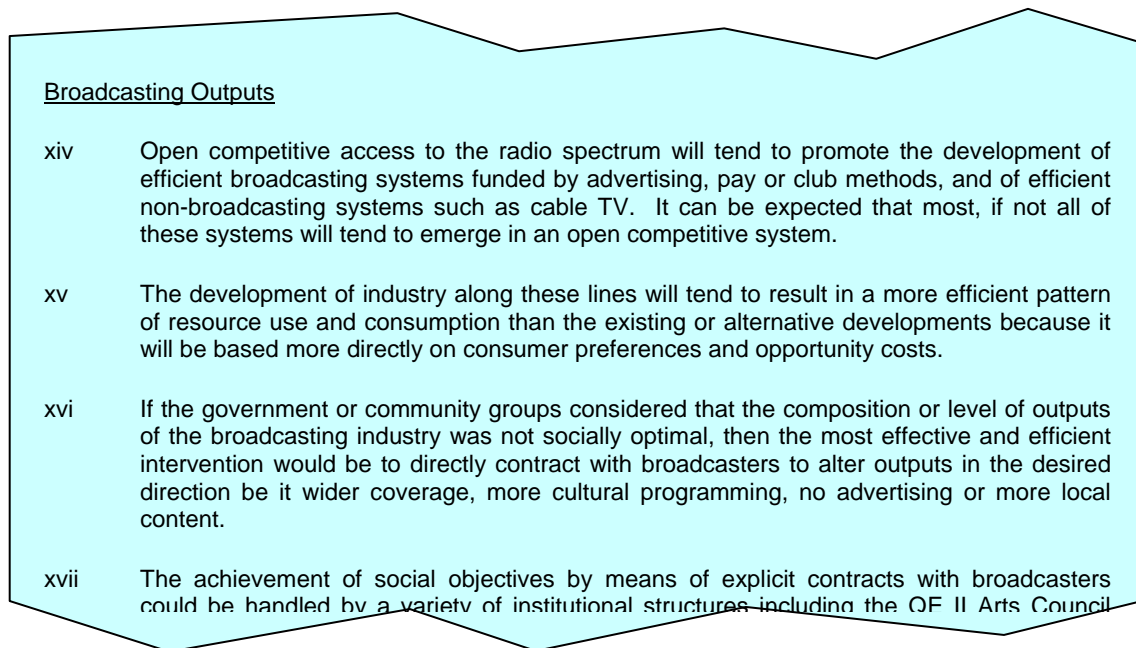 Broadcasting Outputs
xiv Open competitive access to the radio spectrum will tend to promote the development of
efficient broadcasting systems funded by advertising, pay or club methods, and of efficient
non-broadcasting systems such as cable TV. It can be expected that most, if not all of
these systems will tend to emerge in an open competitive system.
xv The development of industry along these lines will tend to result in a more efficient pattern
of resource use and consumption than the existing or alternative developments because it
will be based more directly on consumer preferences and opportunity costs.
xvi If the government or community groups considered that the composition or level of outputs
of the broadcasting industry was not socially optimal, then the most effective and efficient
intervention would be to directly contract with broadcasters to alter outputs in the desired
direction be it wider coverage, more cultural programming, no advertising or more local
content.
xvii The achievement of social objectives by means of explicit contracts with broadcasters
could be handled by a variety of institutional structures including the QE II Arts Council